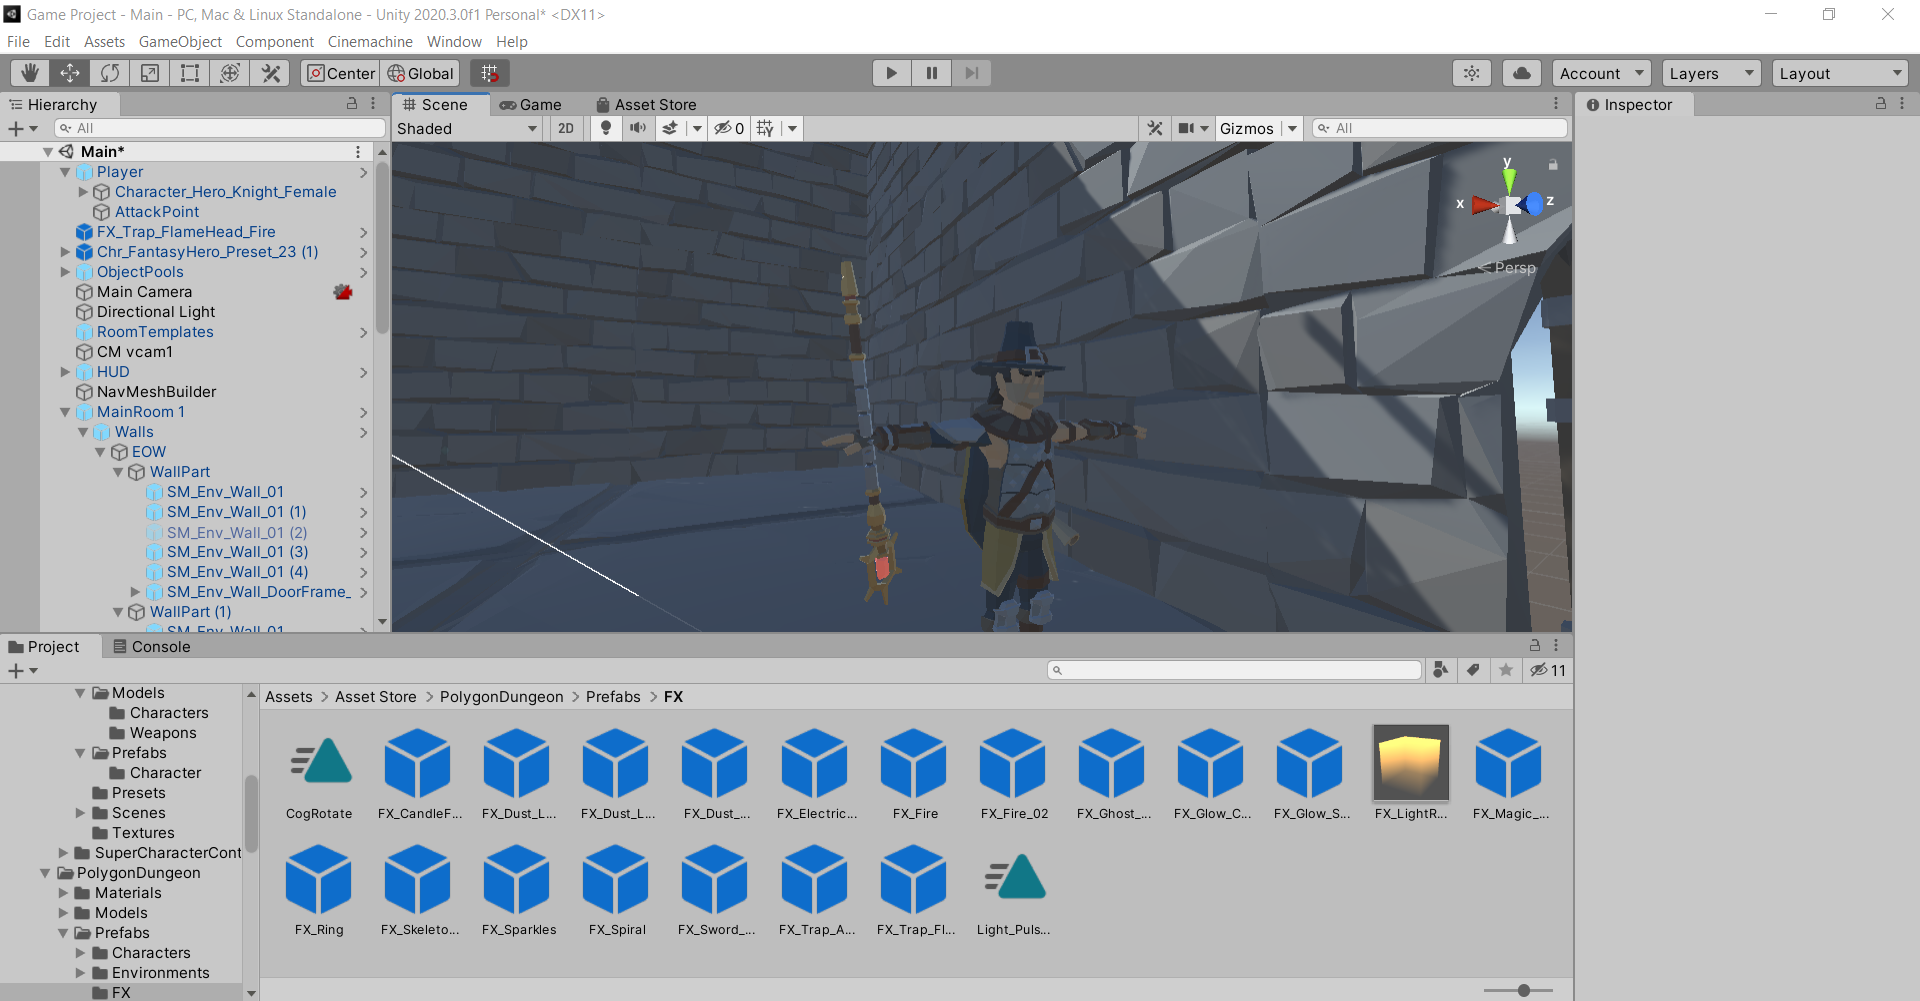 Game Project - Main - PC, Mac & Linux Standalone - Unity 2020.3.0f1 Personal* <DX11>
File Edit Assets GameObject Component Cinemachine Window Help
Center Global Account Layers Layout
Hierarchy
All
Main*
Player
Character_Hero_Knight_Female
AttackPoint
FX_Trap_FlameHead_Fire
Chr_FantasyHero_Preset_23 (1)
ObjectPools
Main Camera
Directional Light
RoomTemplates
CM vcam1
HUD
NavMeshBuilder
MainRoom 1
Walls
EOW
WallPart
SM_Env_Wall_01
SM_Env_Wall_01 (1)
SM_Env_Wall_01 (2)
SM_Env_Wall_01 (3)
SM_Env_Wall_01 (4)
SM_Env_Wall_DoorFrame_
WallPart (1)
SM_Env_Wall_01
Scene Game Asset Store
Shaded 2D 0 Gizmos All
y
x z
Persp
Inspector
Project Console
11
Models
Characters
Weapons
Prefabs
Character
Presets
Scenes
Textures
SuperCharacterCont
PolygonDungeon
Materials
Models
Prefabs
Characters
Environments
FX
Assets > Asset Store > PolygonDungeon > Prefabs > FX
CogRotate FX_CandleF... FX_Dust_L... FX_Dust_L... FX_Dust_... FX_Electric... FX_Fire FX_Fire_02 FX_Ghost_... FX_Glow_C... FX_Glow_S... FX_LightR... FX_Magic_...
FX_Ring FX_Skeleto... FX_Sparkles FX_Spiral FX_Sword_... FX_Trap_A... FX_Trap_Fl... Light_Puls...